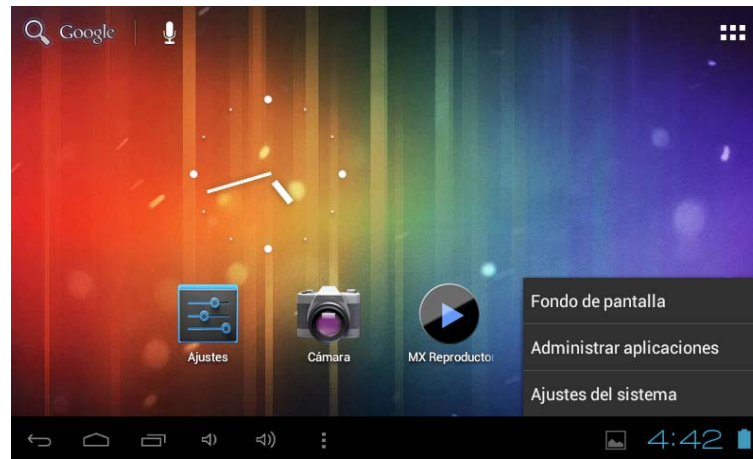 Google
Ajustes
Cámara
MX Reproductor
Fondo de pantalla
Administrar aplicaciones
Ajustes del sistema
4:42